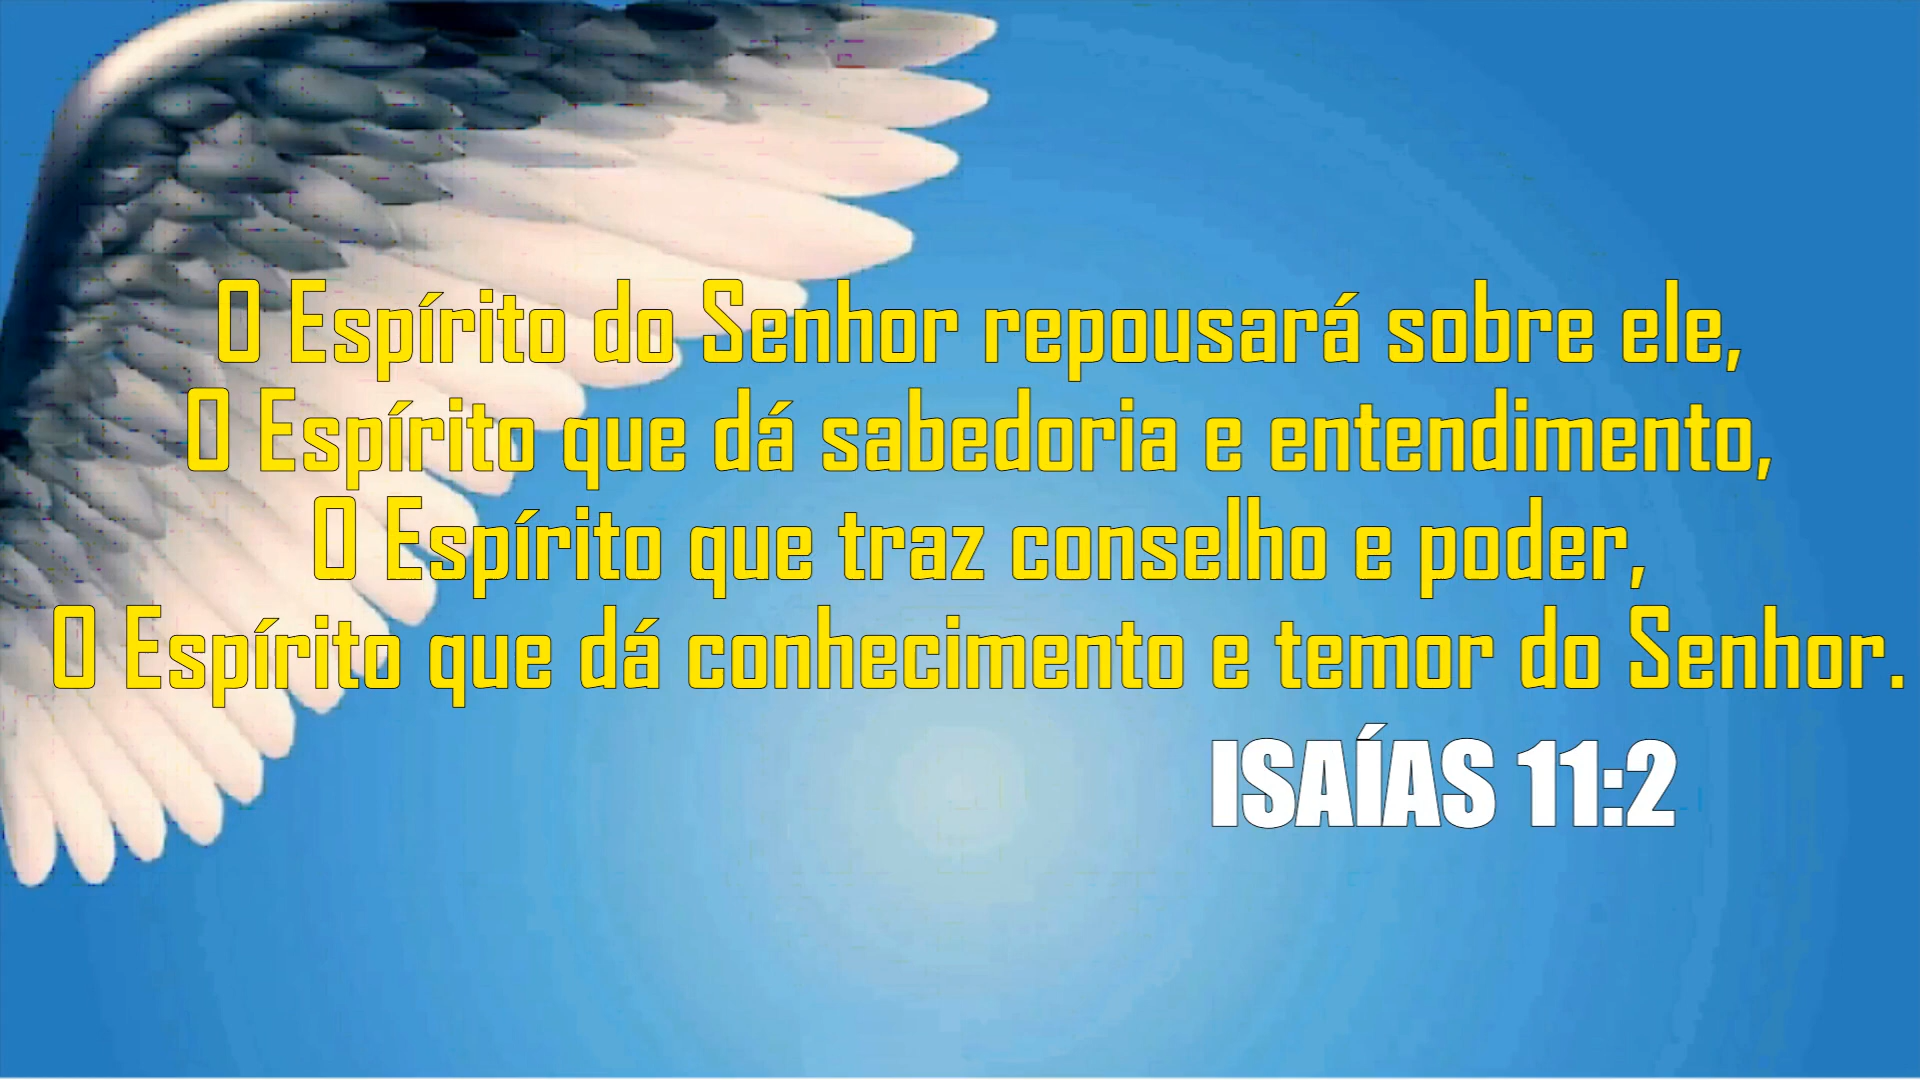 O Espírito do Senhor repousará sobre ele,
O Espírito que dá sabedoria e entendimento,
O Espírito que traz conselho e poder,
O Espírito que dá conhecimento e temor do Senhor.
ISAÍAS 11:2